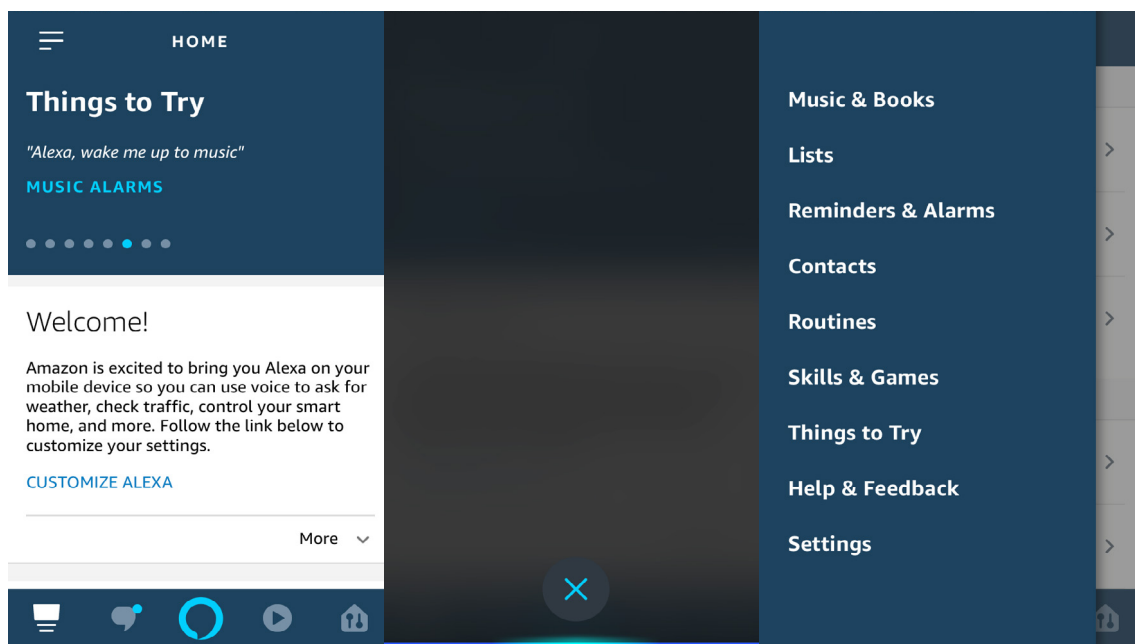 HOME
Things to Try
"Alexa, wake me up to music"
MUSIC ALARMS
Welcome!
Amazon is excited to bring you Alexa on your
mobile device so you can use voice to ask for
weather, check traffic, control your smart
home, and more. Follow the link below to
customize your settings.
CUSTOMIZE ALEXA
More
Music & Books
Lists
Reminders & Alarms
Contacts
Routines
Skills & Games
Things to Try
Help & Feedback
Settings